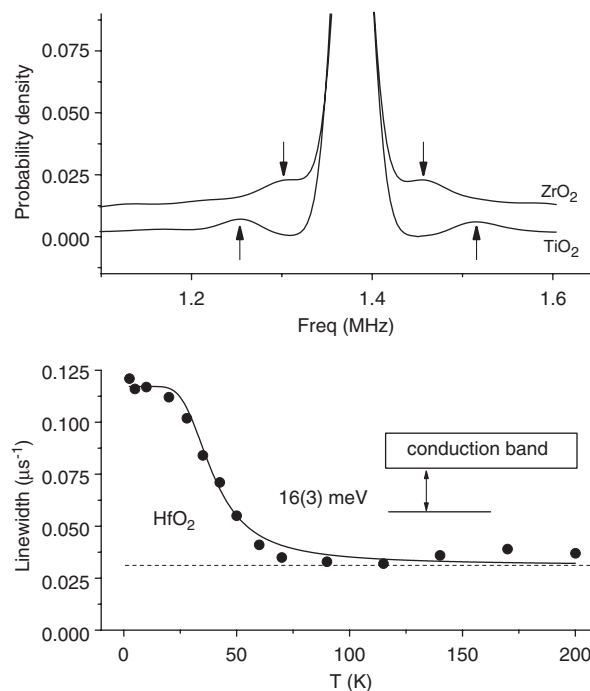 Probability density
0.075
0.050
0.025
0.000
ZrO2
TiO2
1.2
1.4
1.6
Freq (MHz)
Linewidth (μs-1)
0.125
0.100
0.075
0.050
0.025
0.000
conduction band
16(3) meV
HfO2
0
50
100
150
200
T (K)